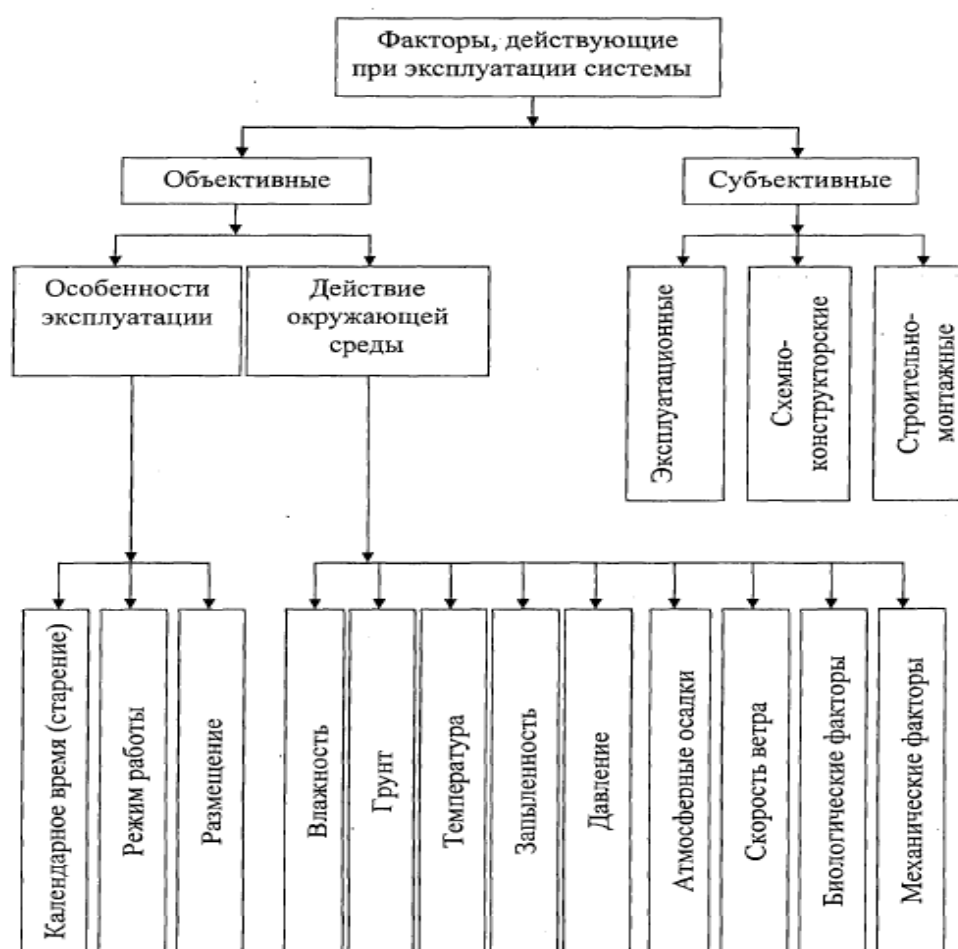 Факторы, действующие
при эксплуатации системы
Объективные
Субъективные
Особенности
эксплуатации
Действие
окружающей
среды
Эксплуатационные
Схемно-
конструкторские
Строительно-
монтажные
Календарное время (старение)
Режим работы
Размещение
Влажность
Грунт
Температура
Запыленность
Давление
Атмосферные осадки
Скорость ветра
Биологические факторы
Механические факторы